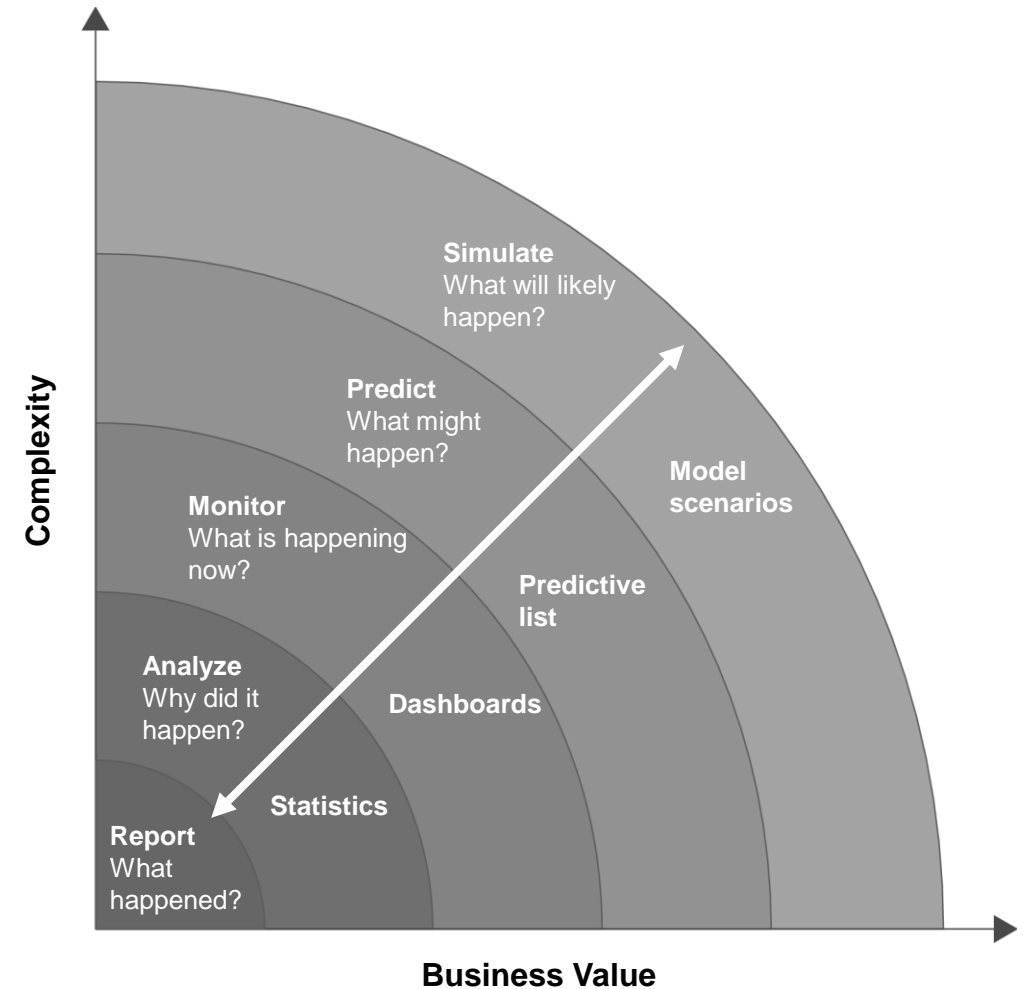 Complexity
Simulate
What will likely
happen?
Predict
What might
happen?
Model
scenarios
Monitor
What is happening
now?
Predictive
list
Analyze
Why did it
happen?
Dashboards
Statistics
Report
What
happened?
Business Value